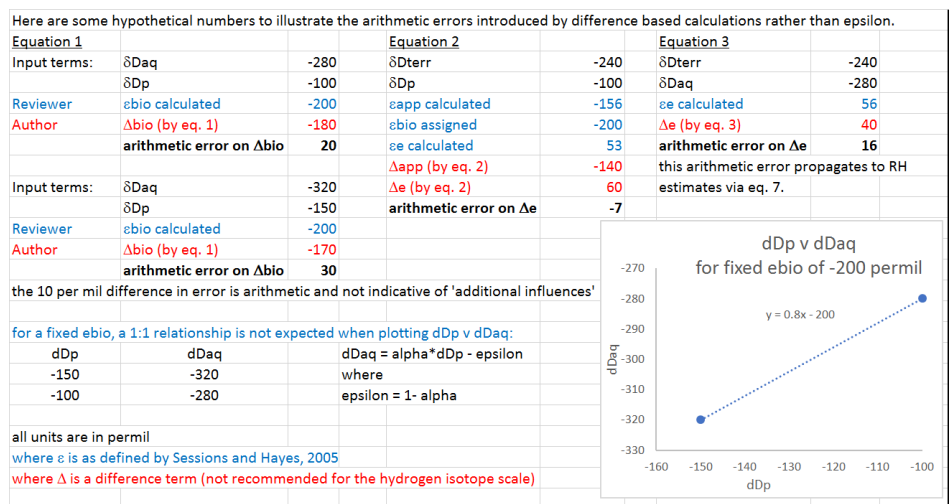 Here are some hypothetical numbers to illustrate the arithmetic errors introduced by difference based calculations rather than epsilon.
Equation 1 Equation 2 Equation 3
Input terms: δDaq -280 δDterr -240 δDterr -240
δDp -100 δDp -100 δDaq -280
Reviewer εbio calculated -200 εapp calculated -156 εe calculated 56
Author Δbio (by eq. 1) -180 εbio assigned -200 Δe (by eq. 3) 40
arithmetic error on Δbio 20 εe calculated 53 arithmetic error on Δe 16
Δapp (by eq. 2) -140 this arithmetic error propagates to RH
Input terms: δDaq -320 Δe (by eq. 2) 60 estimates via eq. 7.
δDp -150 arithmetic error on Δe -7
Reviewer εbio calculated -200
Author Δbio (by eq. 1) -170
arithmetic error on Δbio 30
the 10 per mil difference in error is arithmetic and not indicative of 'additional influences'
for a fixed ebio, a 1:1 relationship is not expected when plotting dDp v dDaq:
dDp dDaq dDaq = alpha*dDp - epsilon
-150 -320 where
-100 -280 epsilon = 1- alpha
all units are in permil
where ε is as defined by Sessions and Hayes, 2005
where Δ is a difference term (not recommended for the hydrogen isotope scale)
dDp v dDaq
for fixed ebio of -200 permil
-270
-280
y = 0.8x - 200
-290
-300
-310
-320
-330
dDaq
-160 -150 -140 -130 -120 -110 -100
dDp